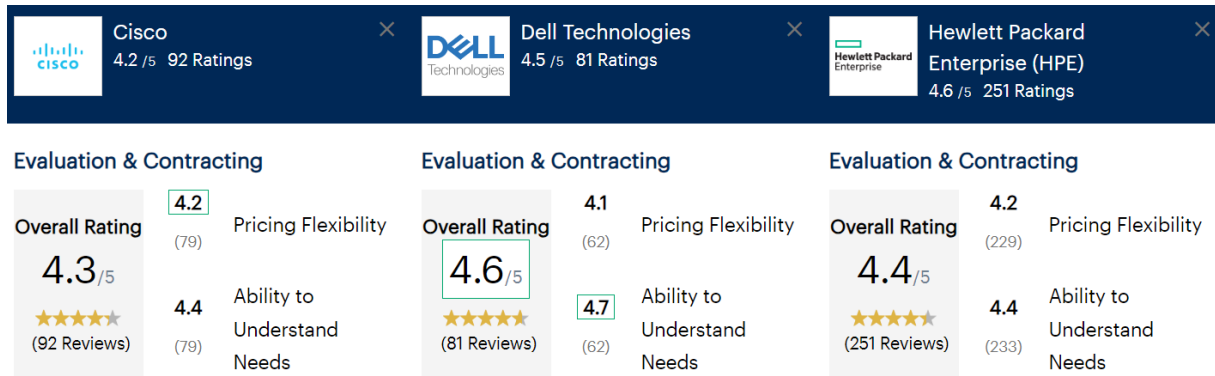 CISCO
Cisco
4.2 /5 92 Ratings
DELL
Technologies
Dell Technologies
4.5 /5 81 Ratings
Hewlett Packard
Enterprise
Hewlett Packard
Enterprise (HPE)
4.6 /5 251 Ratings
Evaluation & Contracting
Overall Rating
4.3/5
(92 Reviews)
4.2
(79)
Pricing Flexibility
4.4
(79)
Ability to
Understand
Needs
Evaluation & Contracting
Overall Rating
4.6/5
(81 Reviews)
4.1
(62)
Pricing Flexibility
4.7
(62)
Ability to
Understand
Needs
Evaluation & Contracting
Overall Rating
4.4/5
(251 Reviews)
4.2
(229)
Pricing Flexibility
4.4
(233)
Ability to
Understand
Needs